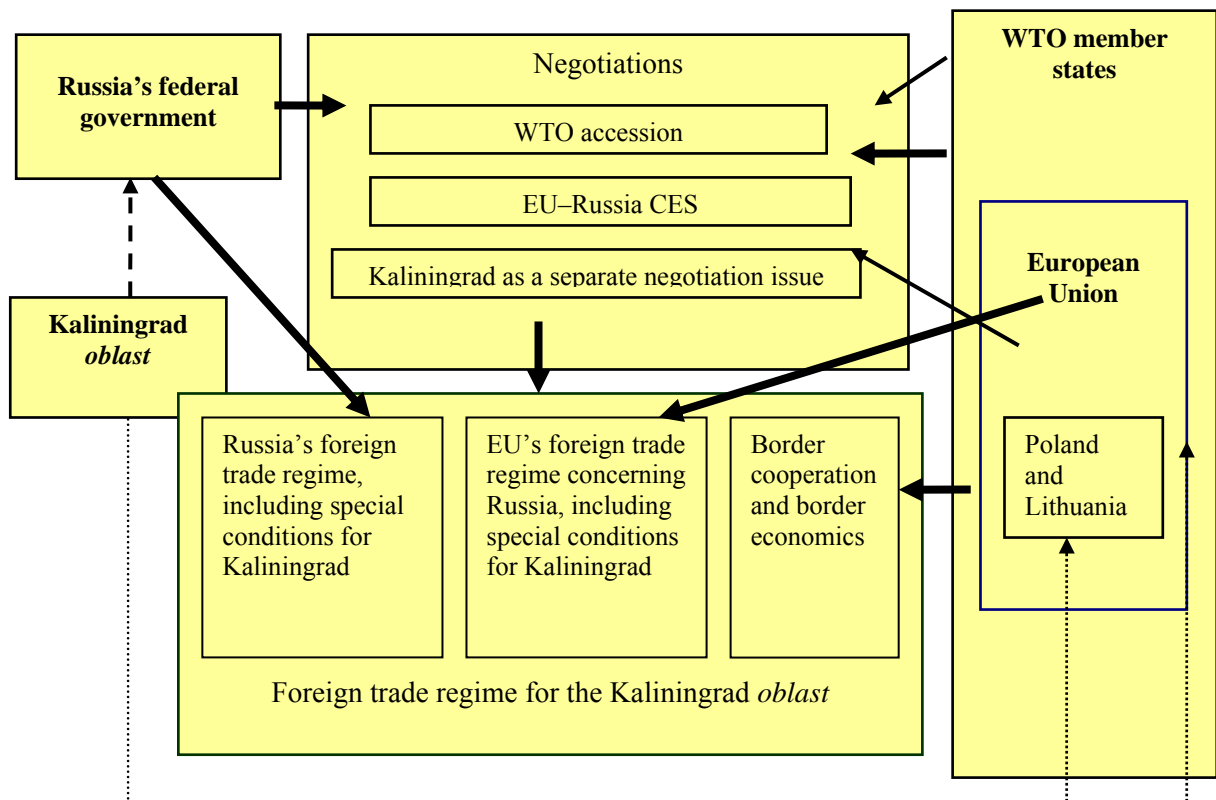 Russia's federal
government
Negotiations
WTO accession
EU–Russia CES
Kaliningrad as a separate negotiation issue
WTO member
states
European
Union
Poland
and
Lithuania
Kaliningrad
oblast
Russia's foreign
trade regime,
including special
conditions for
Kaliningrad
EU's foreign trade
regime concerning
Russia, including
special conditions
for Kaliningrad
Border
cooperation
and border
economics
Foreign trade regime for the Kaliningrad oblast